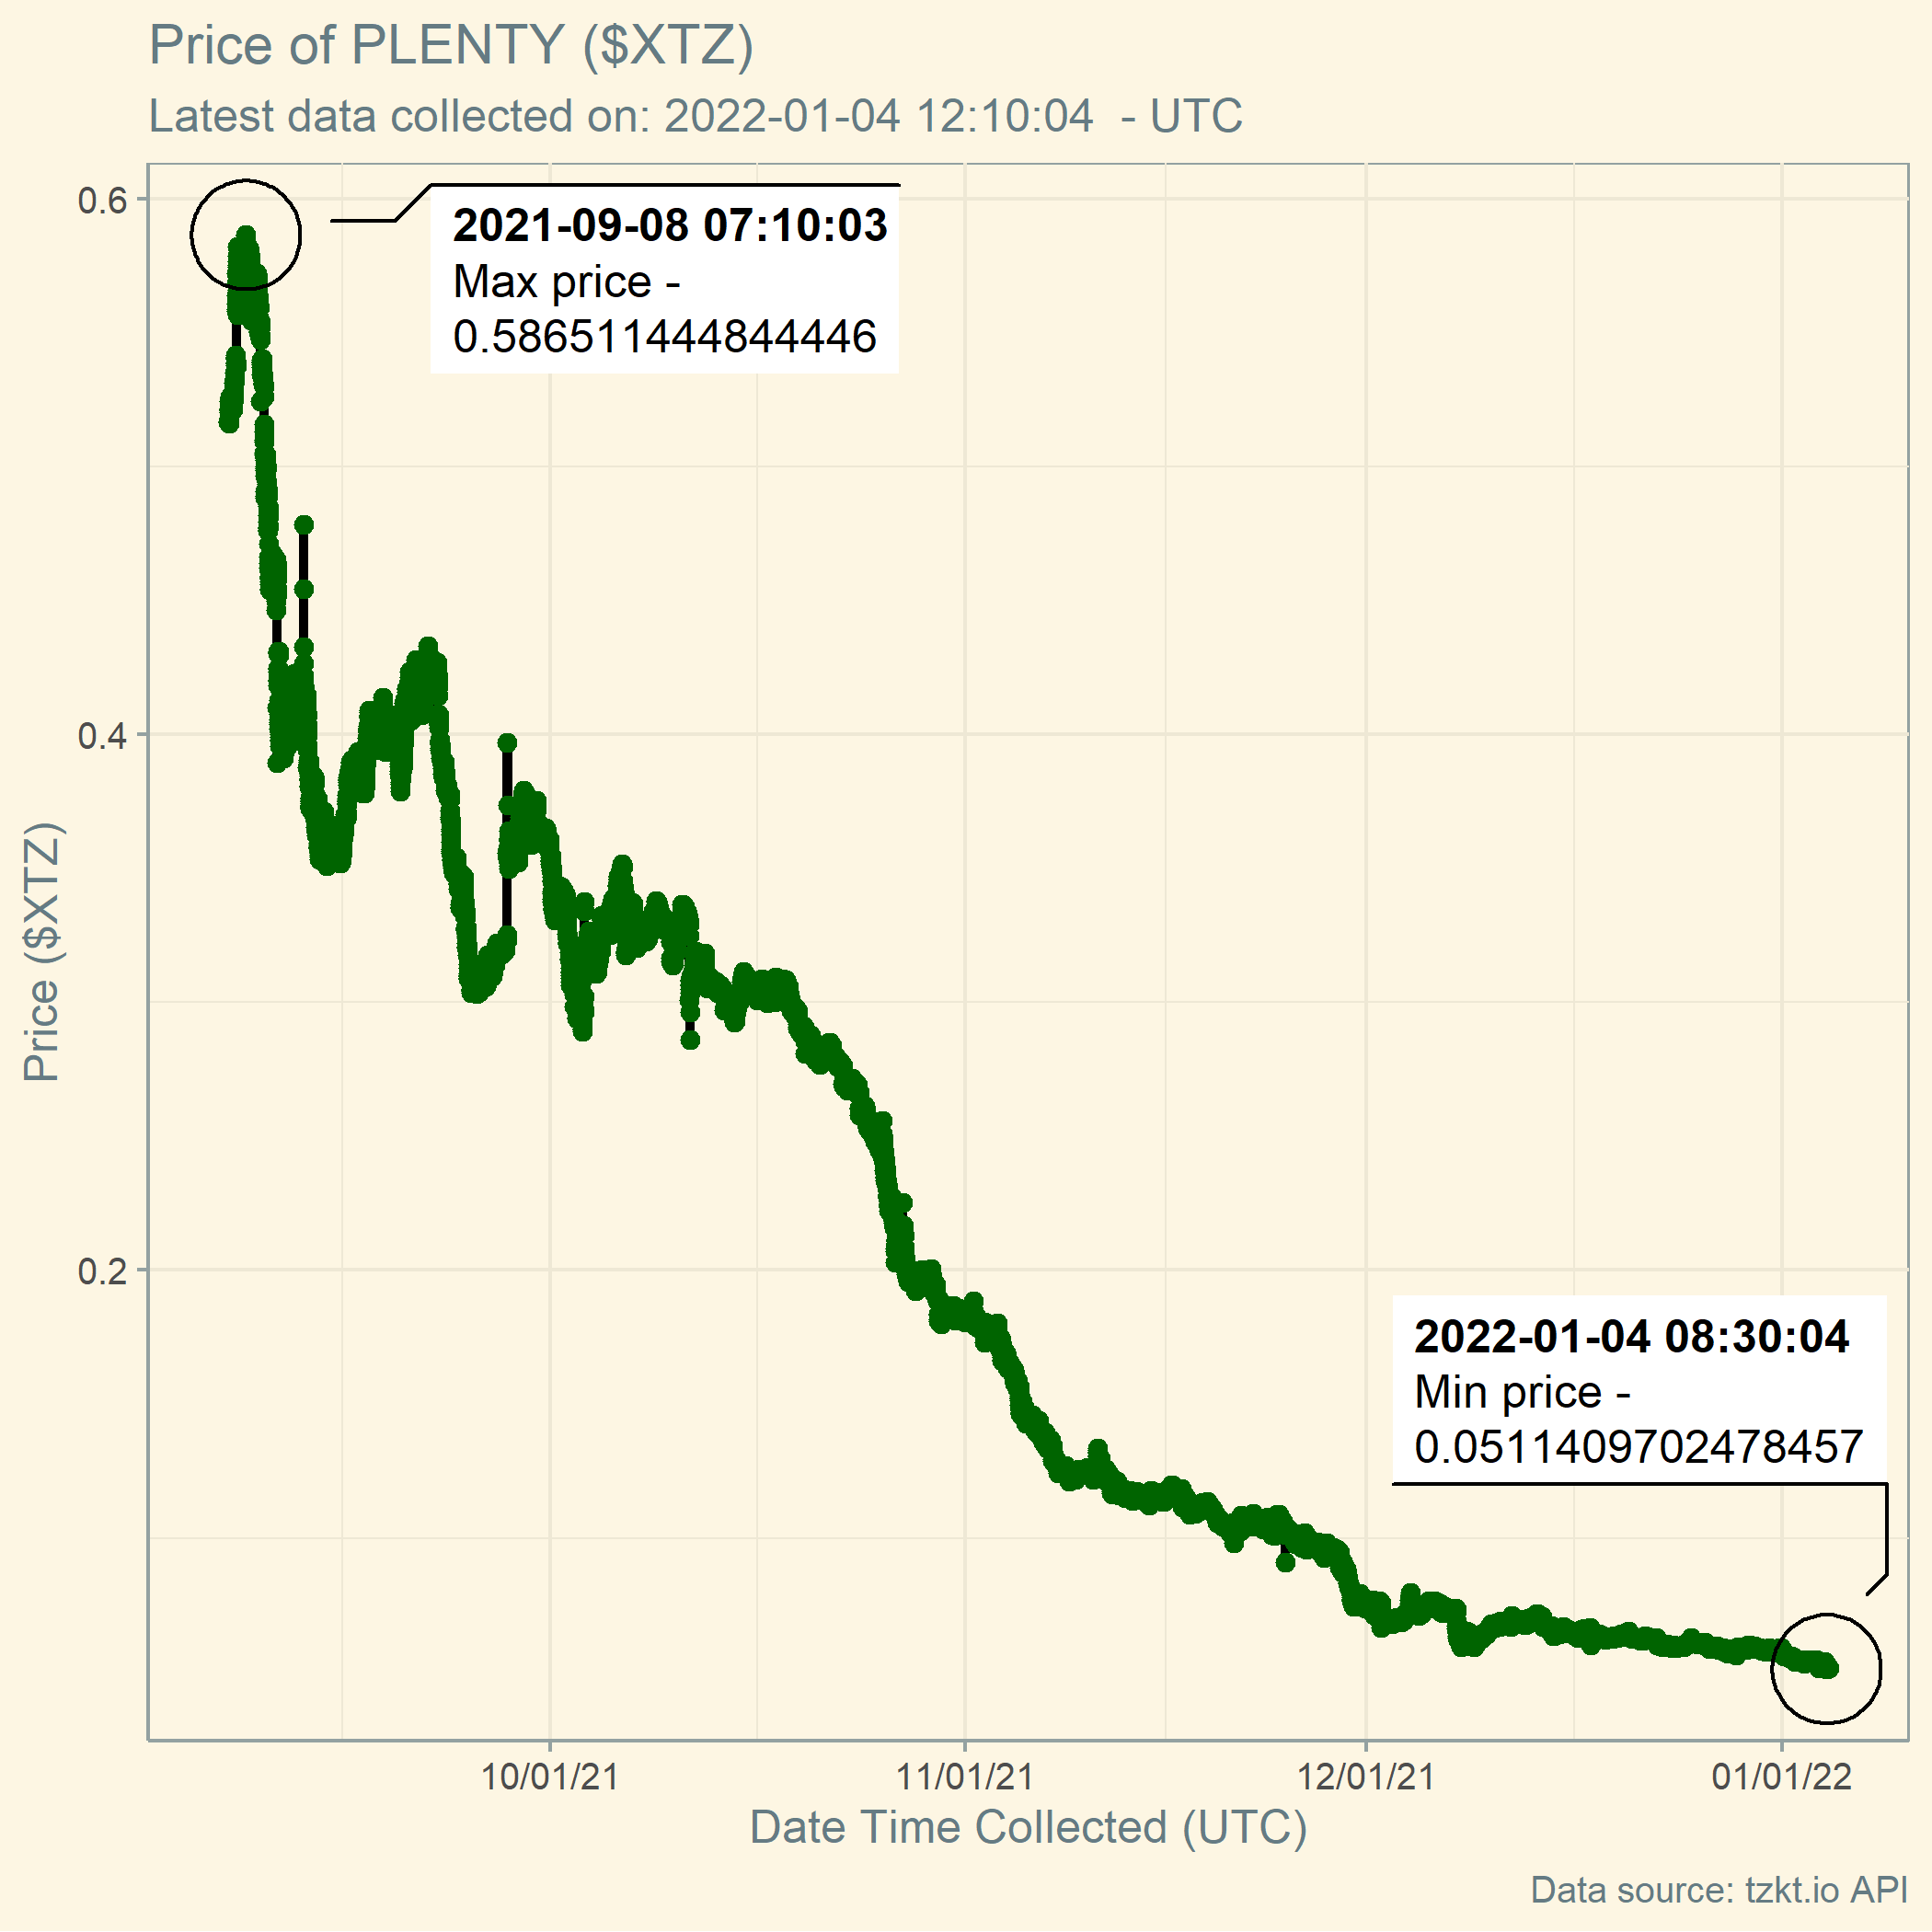 Price of PLENTY ($XTZ)
Latest data collected on: 2022-01-04 12:10:04  - UTC
0.6
0.4
0.2
2021-09-08 07:10:03
Max price -
0.5865111444844446
2022-01-04 08:30:04
Min price -
0.0511409702478457
Price ($XTZ)
10/01/21
11/01/21
12/01/21
01/01/22
Date Time Collected (UTC)
Data source: tzkt.io API